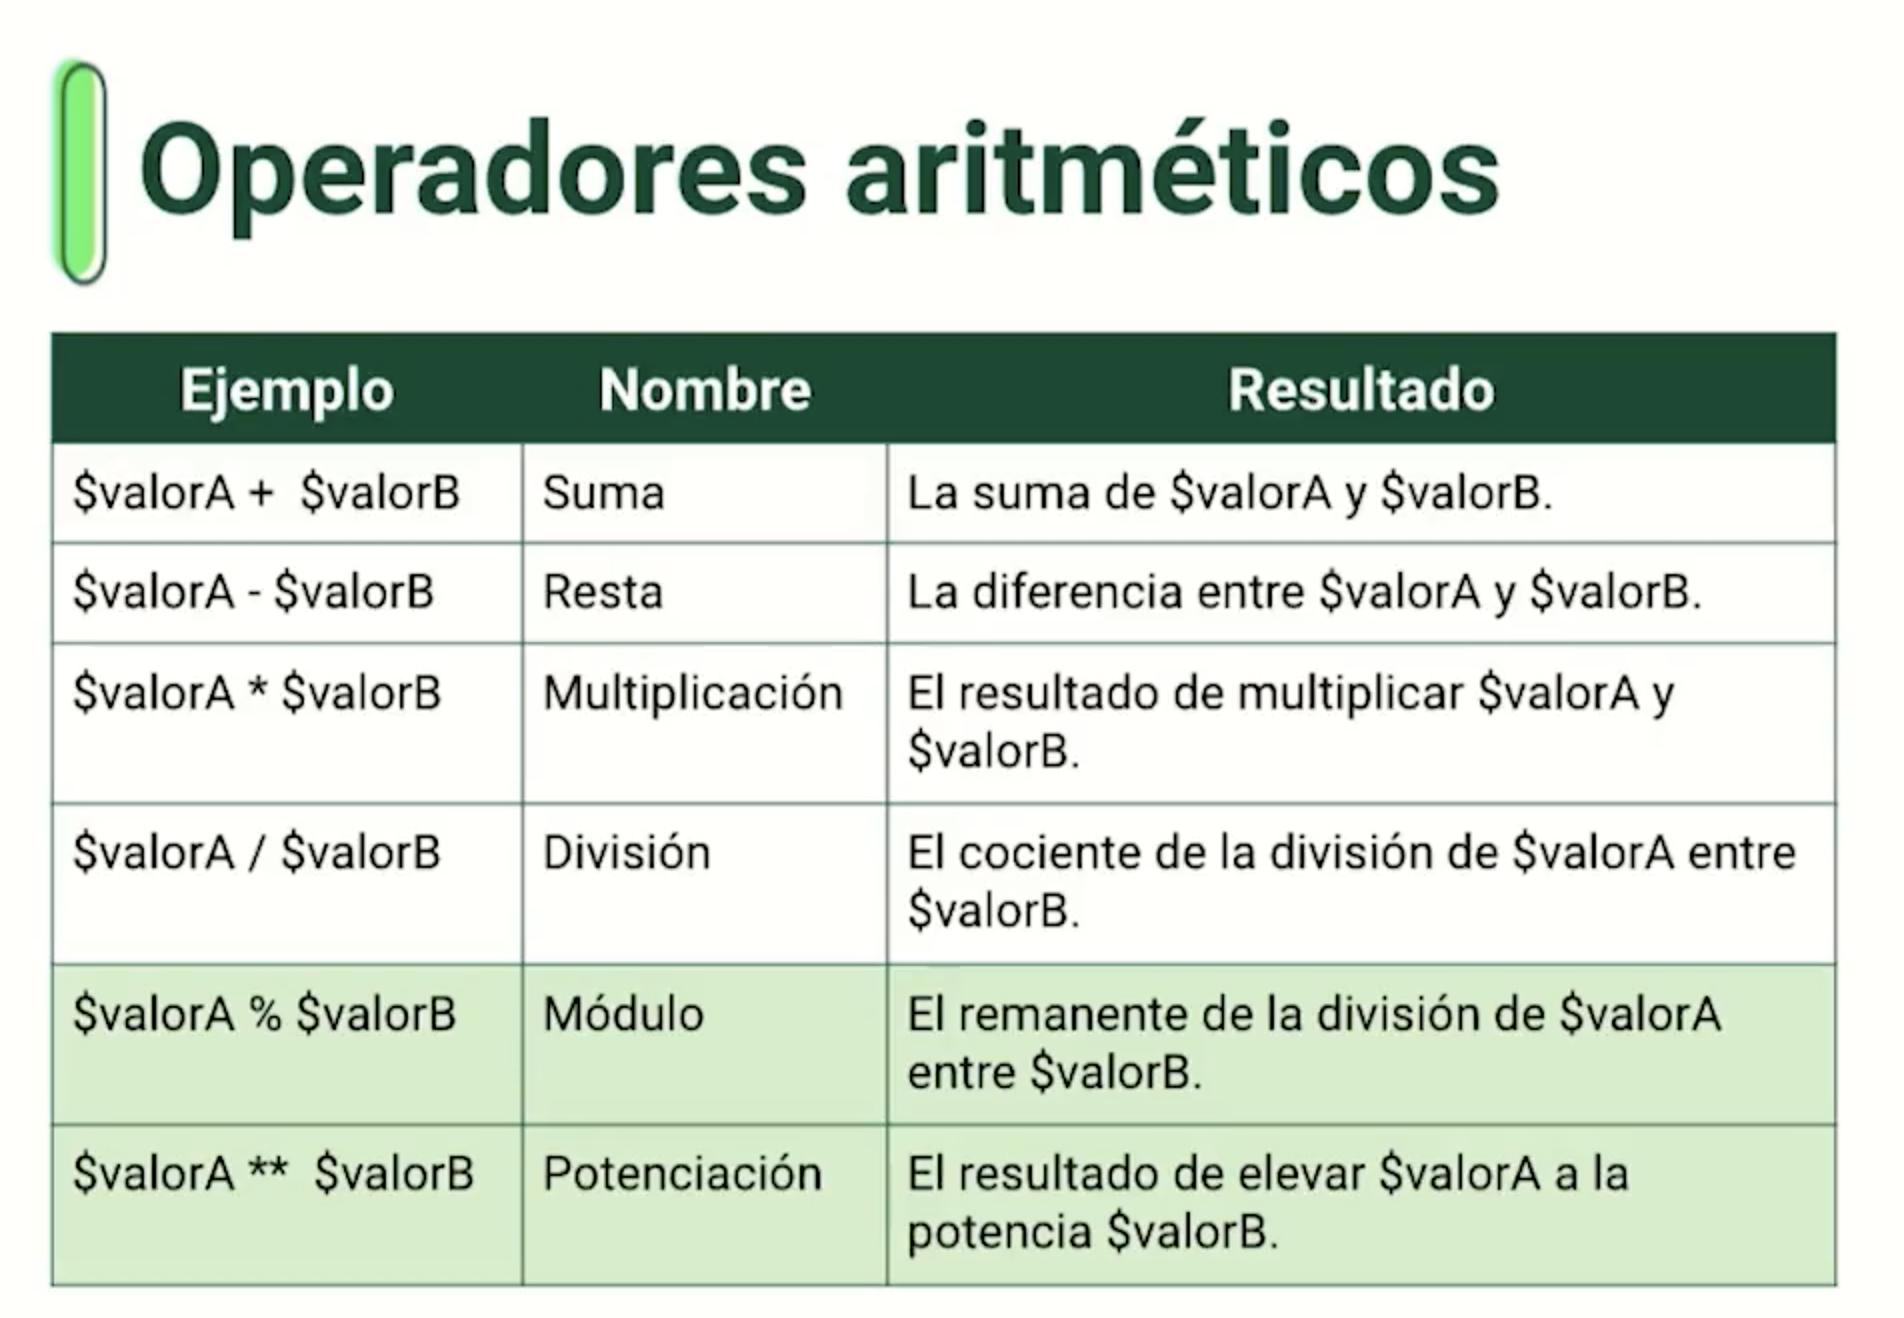 Operadores aritméticos
Ejemplo Nombre Resultado
$valorA + $valorB Suma La suma de $valorA y $valorB.
$valorA - $valorB Resta La diferencia entre $valorA y $valorB.
$valorA * $valorB Multiplicación El resultado de multiplicar $valorA y
$valorB.
$valorA / $valorB División El cociente de la división de $valorA entre
$valorB.
$valorA % $valorB Módulo El remanente de la división de $valorA
entre $valorB.
$valorA ** $valorB Potenciación El resultado de elevar $valorA a la
potencia $valorB.